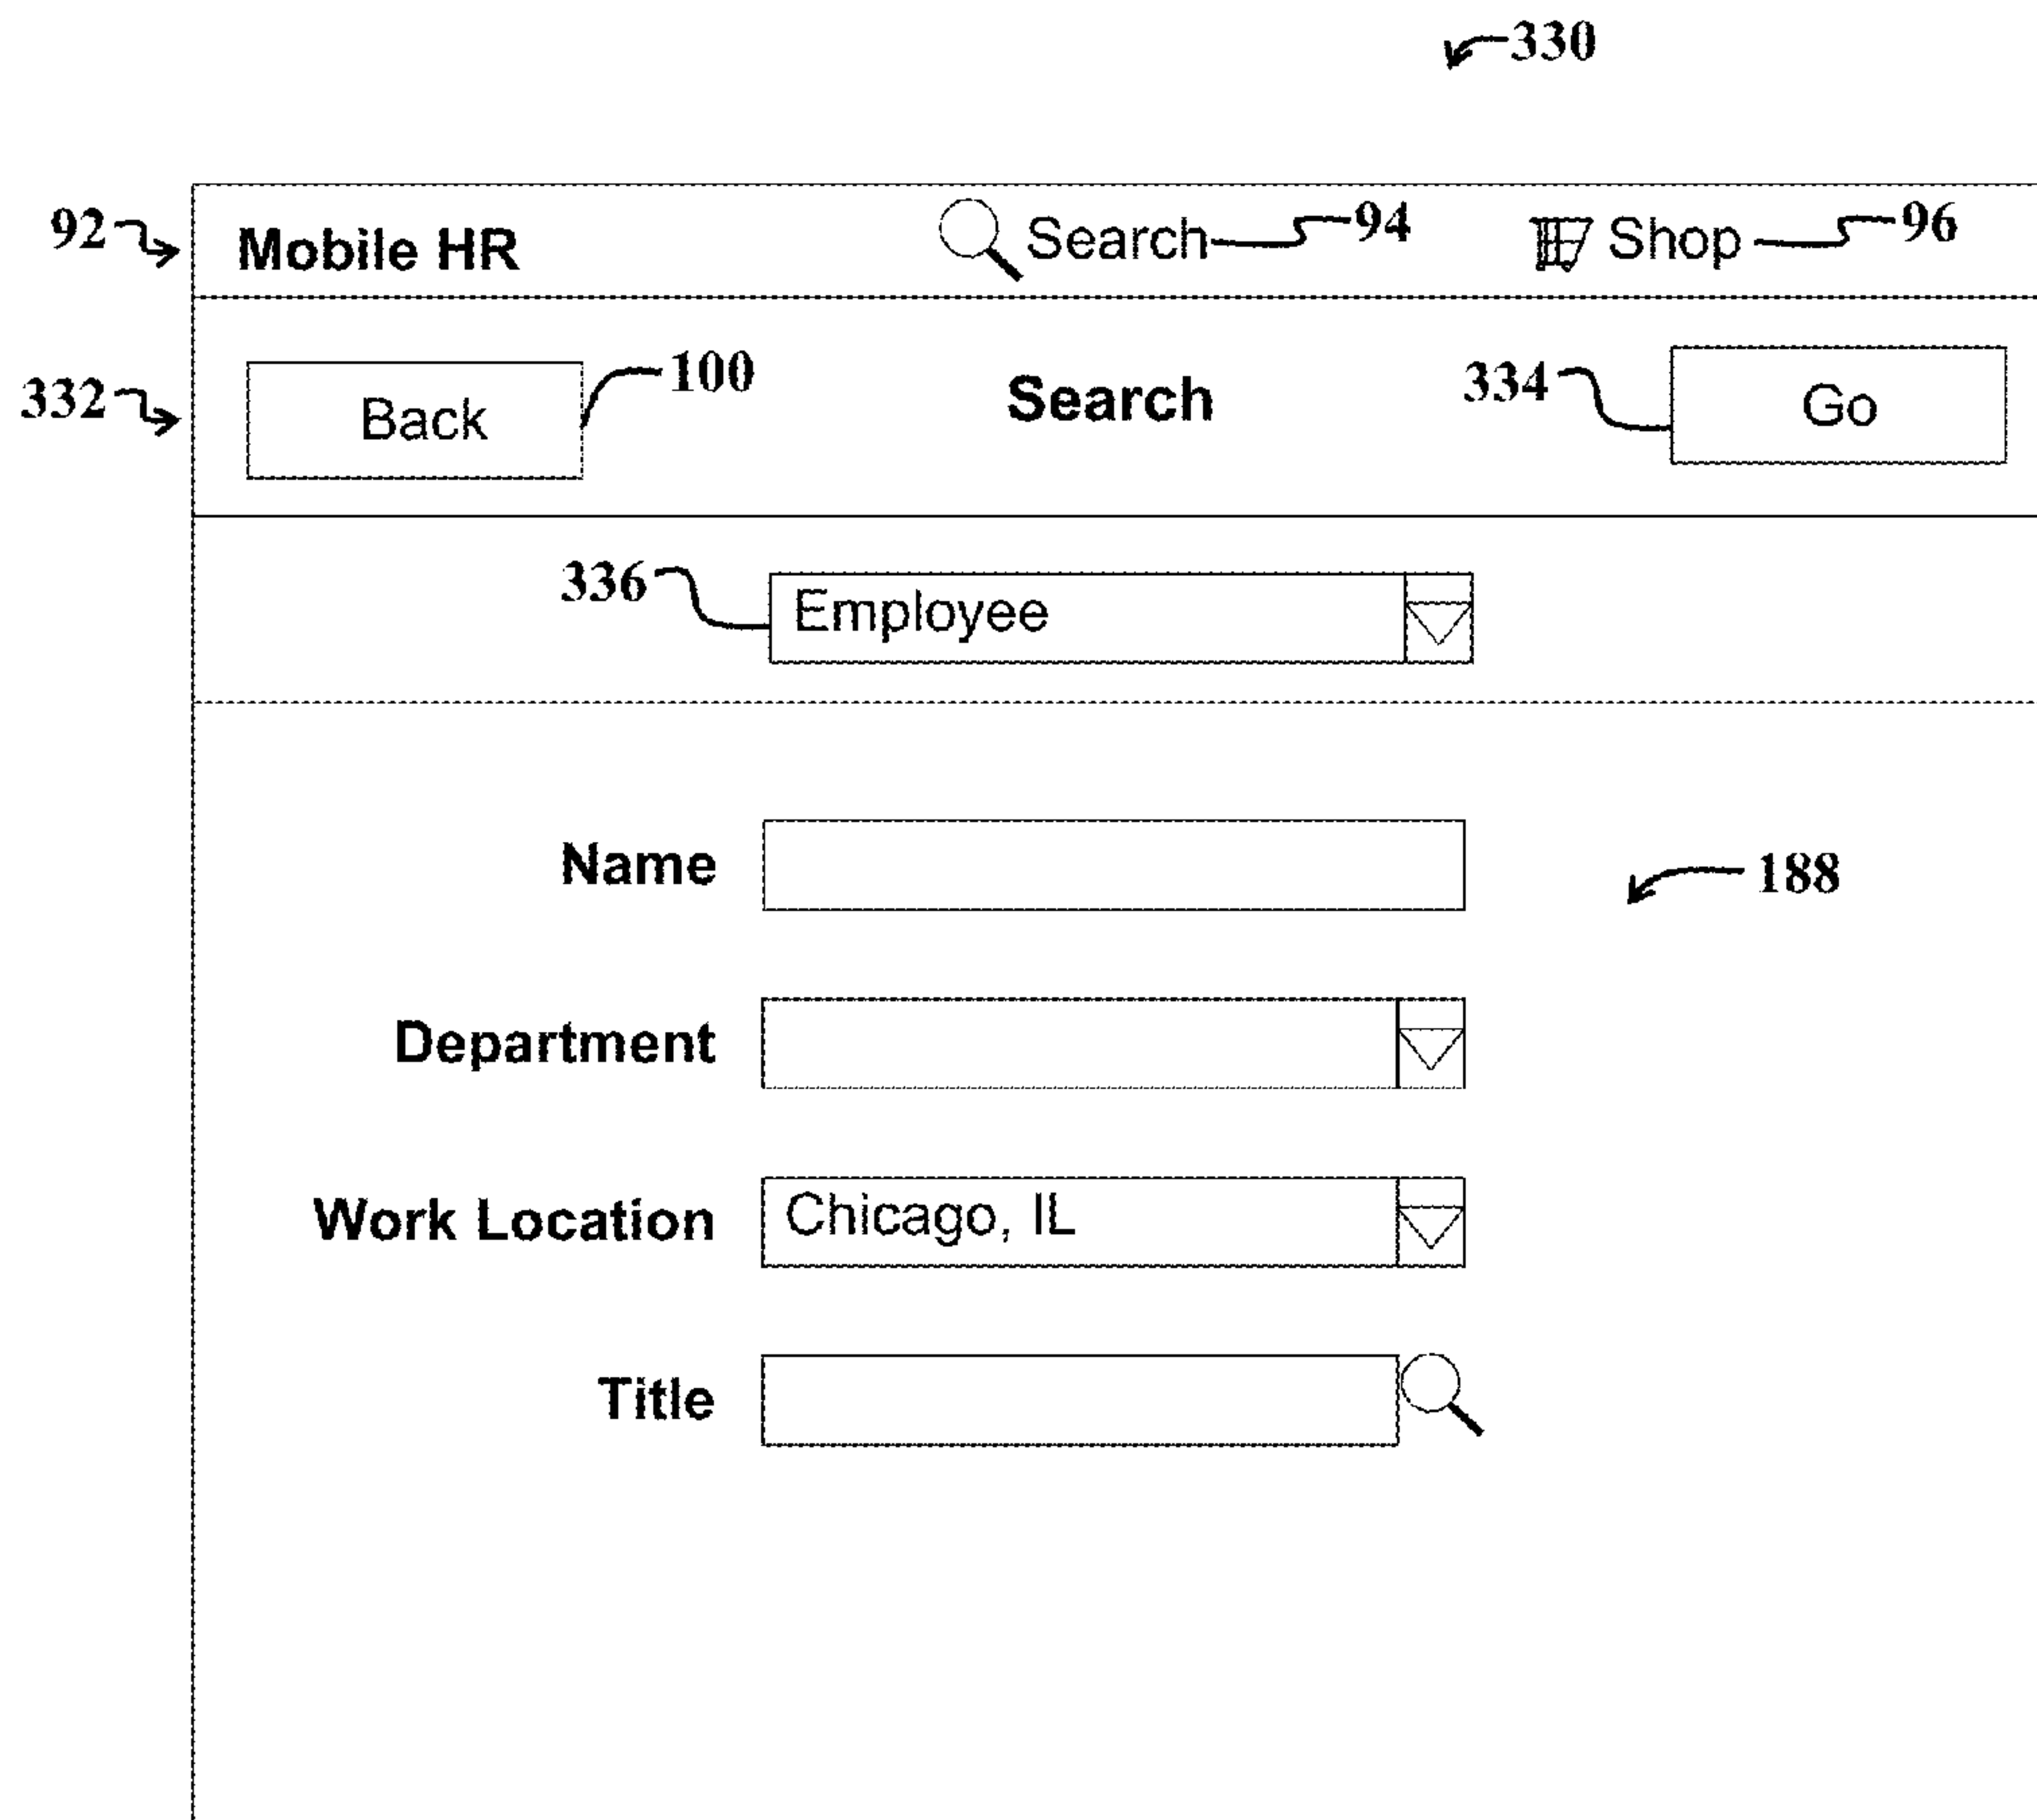 330
92 Mobile HR Search 94 Shop 96
332 Back 100 Search 334 Go
336 Employee
Name 188
Department
Work Location Chicago, IL
Title